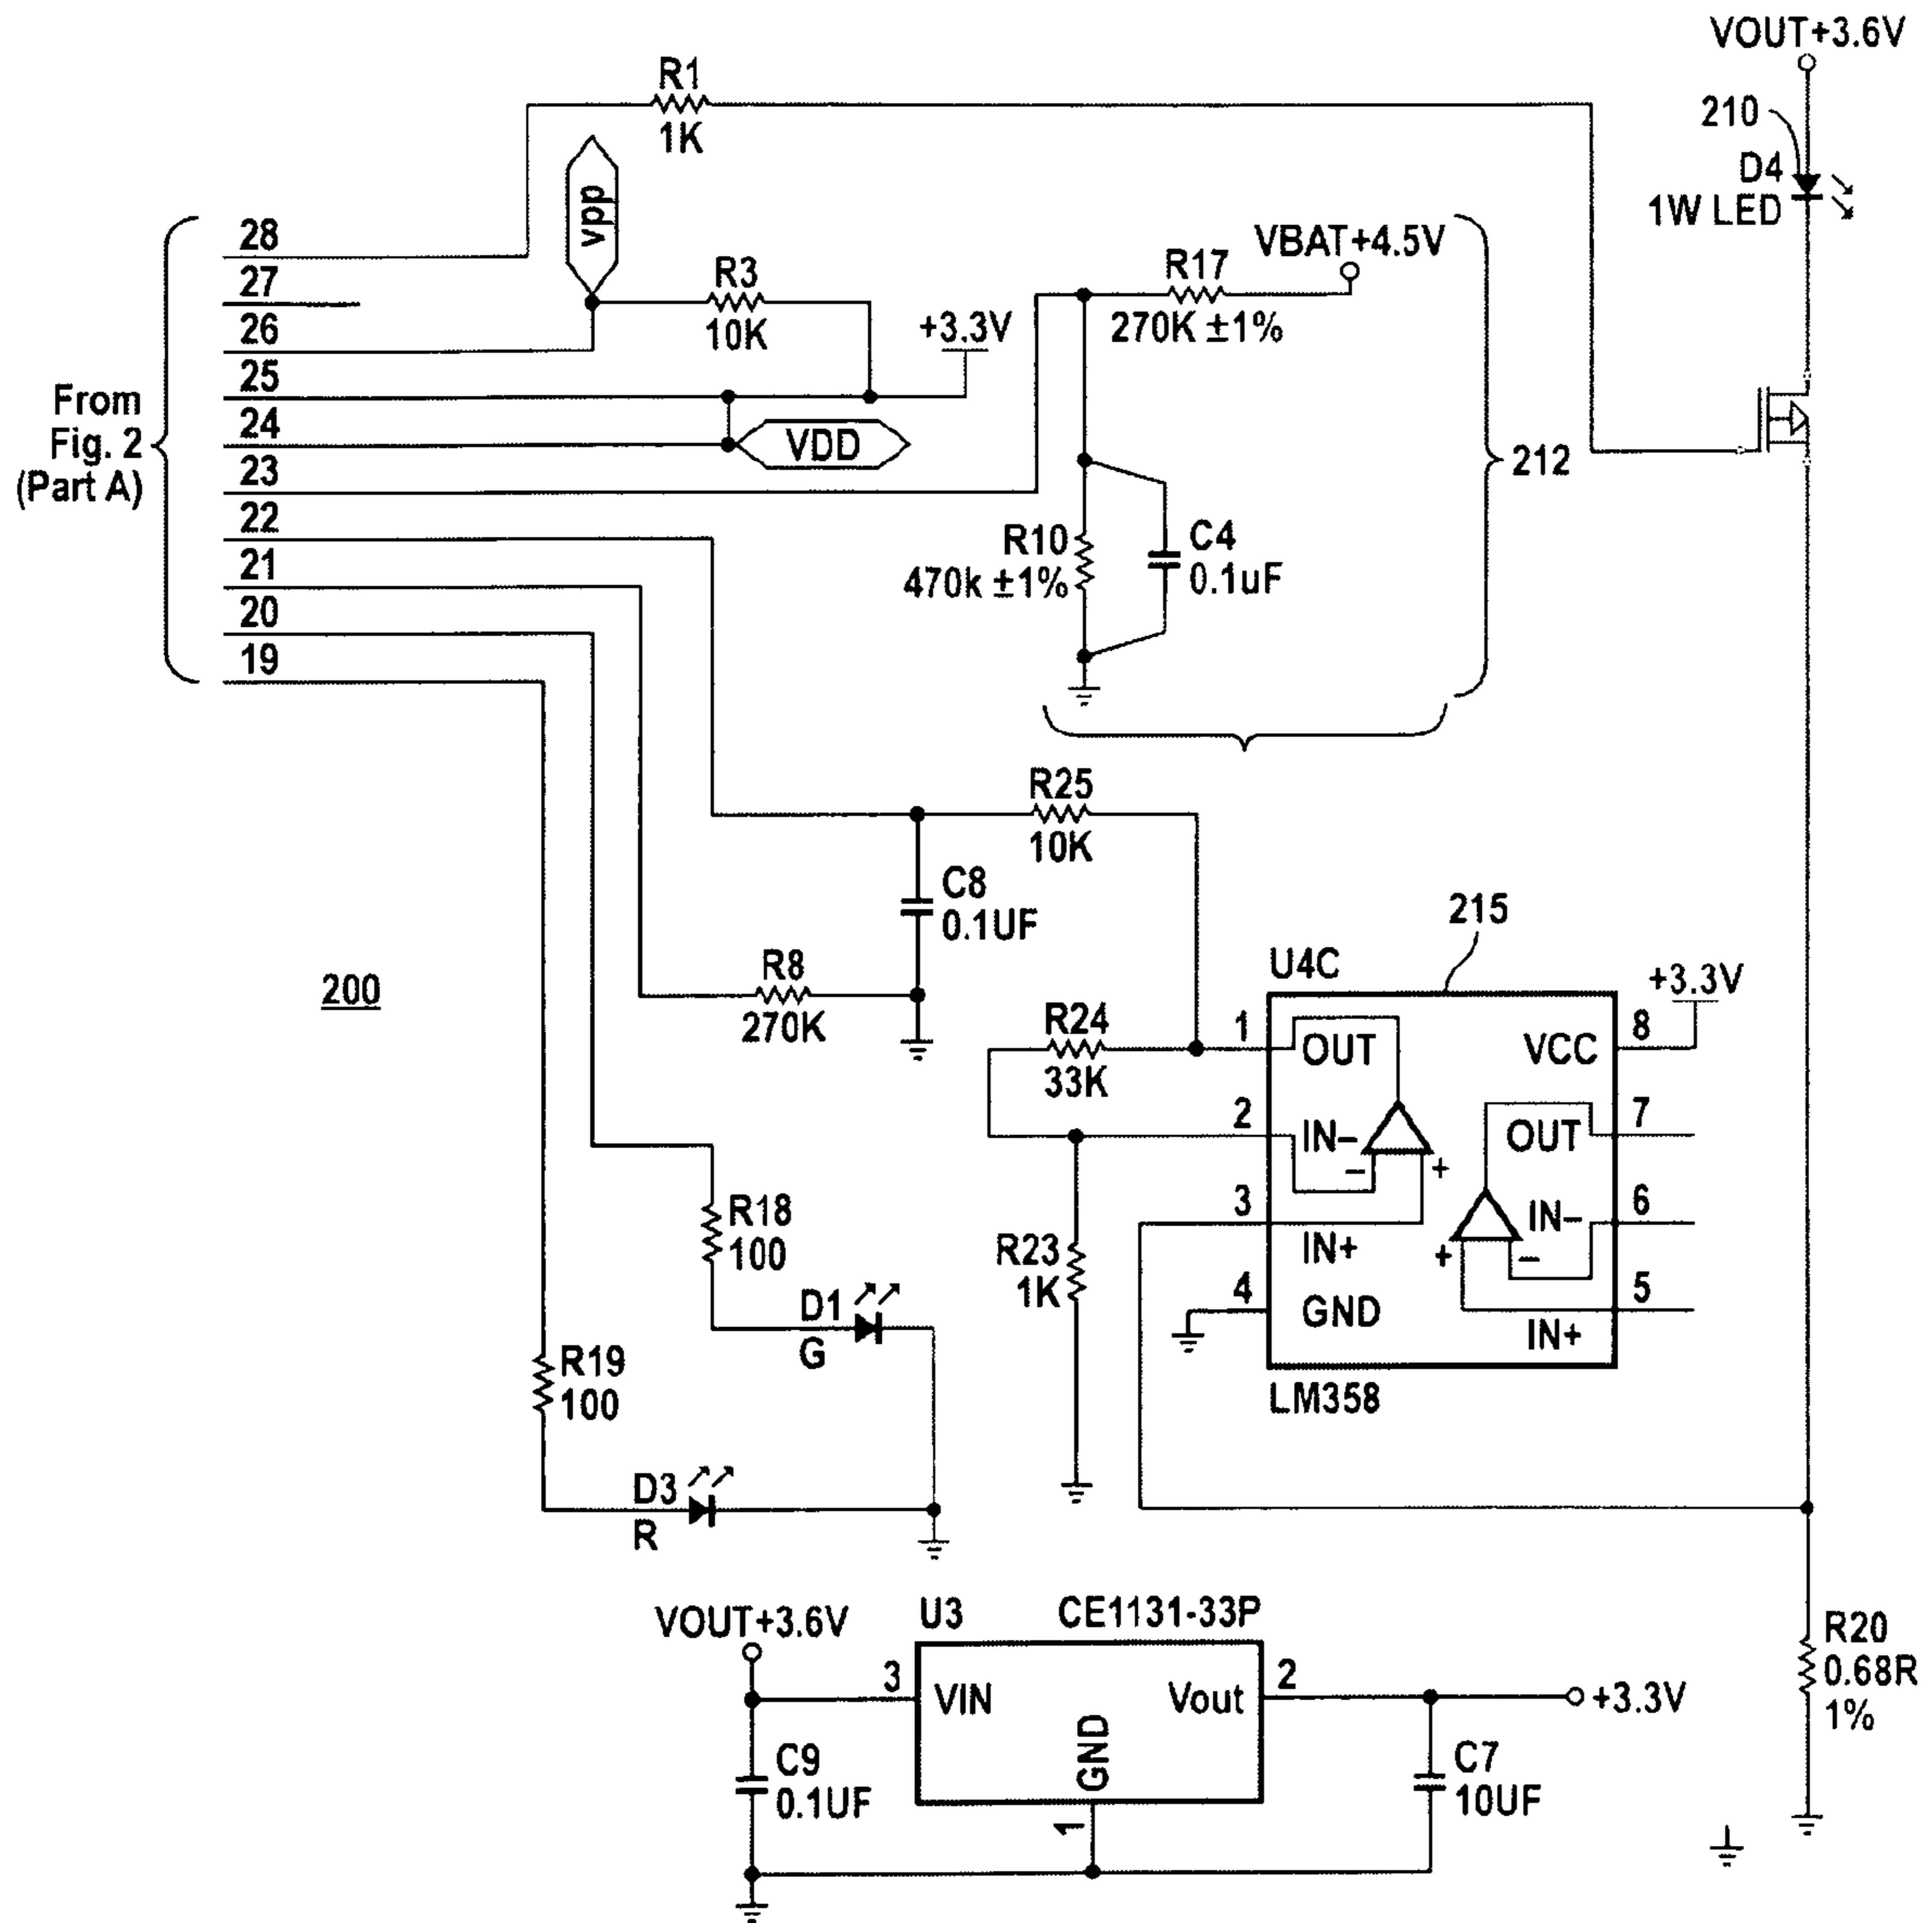 VOUT+3.6V
R1
1K
210
D4
1W LED
vpp
28
27
26
25
24
23
22
21
20
19
From
Fig. 2
(Part A)
R3
10K
+3.3V
VDD
R17
270K ±1%
VBAT+4.5V
212
R10
470k ±1%
C4
0.1uF
R25
10K
C8
0.1UF
R8
270K
200
215
U4C
+3.3V
R24
33K
1
OUT
VCC
8
2
IN-
OUT
7
3
IN+
IN-
6
4
GND
IN+
5
-
+
+
-
LM358
R23
1K
R18
100
D1
G
R19
100
D3
R
VOUT+3.6V
U3
CE1131-33P
3
VIN
Vout
2
GND
1
+3.3V
C9
0.1UF
C7
10UF
R20
0.68R
1%